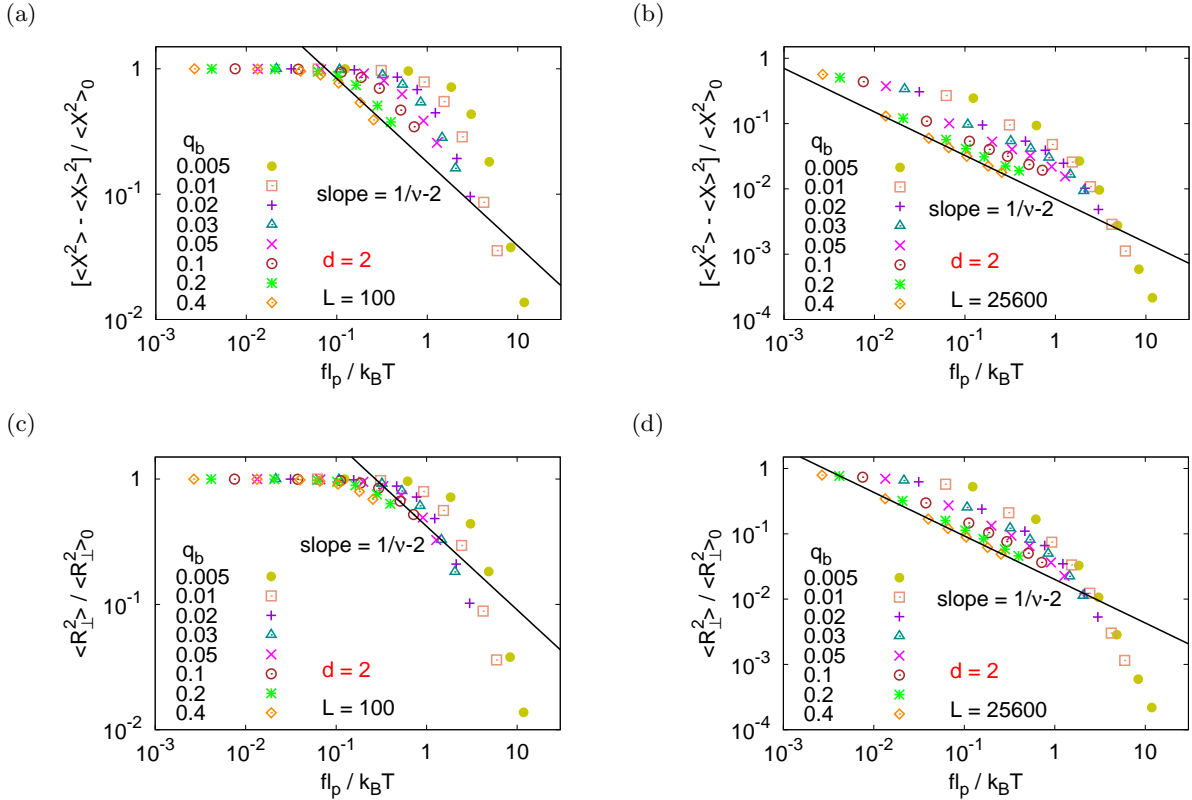 (a)
[<X²> - <X>²] / <X²>₀
1
10⁻¹
10⁻²
q_b
0.005
0.01
0.02
0.03
0.05
0.1
0.2
0.4
slope = 1/ν-2
d = 2
L = 100
10⁻³ 10⁻² 10⁻¹ 1 10
fl_p / k_BT
(b)
[<X²> - <X>²] / <X²>₀
1
10⁻¹
10⁻²
10⁻³
10⁻⁴
q_b
0.005
0.01
0.02
0.03
0.05
0.1
0.2
0.4
slope = 1/ν-2
d = 2
L = 25600
10⁻³ 10⁻² 10⁻¹ 1 10
fl_p / k_BT
(c)
<R²_⊥> / <R²_⊥>₀
1
10⁻¹
10⁻²
q_b
0.005
0.01
0.02
0.03
0.05
0.1
0.2
0.4
slope = 1/ν-2
d = 2
L = 100
10⁻³ 10⁻² 10⁻¹ 1 10
fl_p / k_BT
(d)
<R²_⊥> / <R²_⊥>₀
1
10⁻¹
10⁻²
10⁻³
10⁻⁴
q_b
0.005
0.01
0.02
0.03
0.05
0.1
0.2
0.4
slope = 1/ν-2
d = 2
L = 25600
10⁻³ 10⁻² 10⁻¹ 1 10
fl_p / k_BT